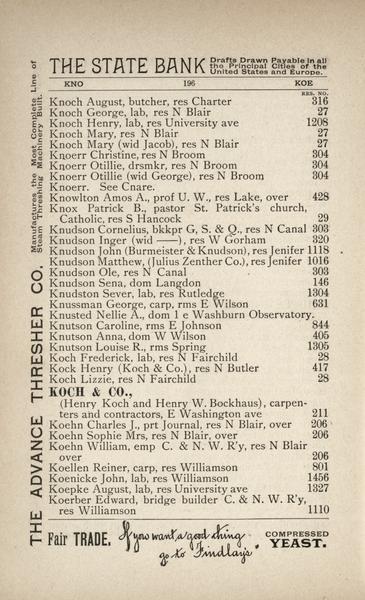 THE STATE BANK Drafts Drawn Payable in all
the Principal Cities of the
United States and Europe.
KNO 196 KOE
RES. NO.
Knoch August, butcher, res Charter 316
Knoch George, lab, res N Blair 27
Knoch Henry, lab, res University ave 1208
Knoch Mary, res N Blair 27
Knoch Mary (wid Jacob), res N Blair 27
Knoerr Christine, res N Broom 304
Knoerr Otillie, drsmkr, res N Broom 304
Knoerr Otillie (wid George), res N Broom 304
Knoerr. See Cnare.
Knowlton Amos A., prof U. W., res Lake, over 428
Knox Patrick B., pastor St. Patrick's church,
Catholic, res S Hancock 29
Knudson Cornelius, bkkpr G, S. & Q., res N Canal 303
Knudson Inger (wid ——), res W Gorham 320
Knudson John (Burmeister & Knudson), res Jenifer 1118
Knudson Matthew, (Julius Zenther Co.), res Jenifer 1016
Knudson Ole, res N Canal 303
Knudson Sena, dom Langdon 146
Knudston Sever, lab, res Rutledge 1304
Knussman George, carp, rms E Wilson 631
Knusted Nellie A., dom 1 e Washburn Observatory.
Knutson Caroline, rms E Johnson 844
Knutson Anna, dom W Wilson 405
Knutson Louise R., rms Spring 1305
Koch Frederick, lab, res N Fairchild 28
Kock Henry (Koch & Co.), res N Butler 417
Koch Lizzie, res N Fairchild 28
KOCH & CO.,
(Henry Koch and Henry W. Bockhaus), carpen-
ters and contractors, E Washington ave 211
Koehn Charles J., prt Journal, res N Blair, over 206
Koehn Sophie Mrs, res N Blair, over 206
Koehn William, emp C. & N. W. R'y, res N Blair
over 206
Koellen Reiner, carp, res Williamson 801
Koenicke John, lab, res Williamson 1456
Koepke August, lab, res University ave 1327
Koerber Edward, bridge builder C. & N. W. R'y,
res Williamson 1110
THE ADVANCE THRESHER CO. Manufactures the Most Complete Line of
Steam Threshing Machinery Built.
Fair TRADE. If you want a good thing
go to Findlay's COMPRESSED
YEAST.